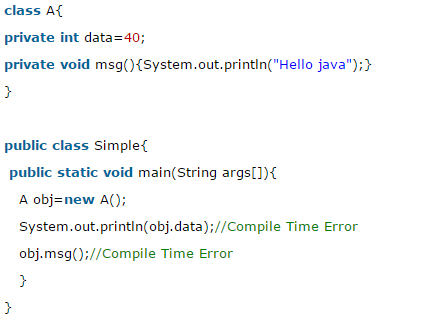 class A{
private int data=40;
private void msg(){System.out.println("Hello java");}
}
public class Simple{
public static void main(String args[]){
A obj=new A();
System.out.println(obj.data);//Compile Time Error
obj.msg();//Compile Time Error
}
}